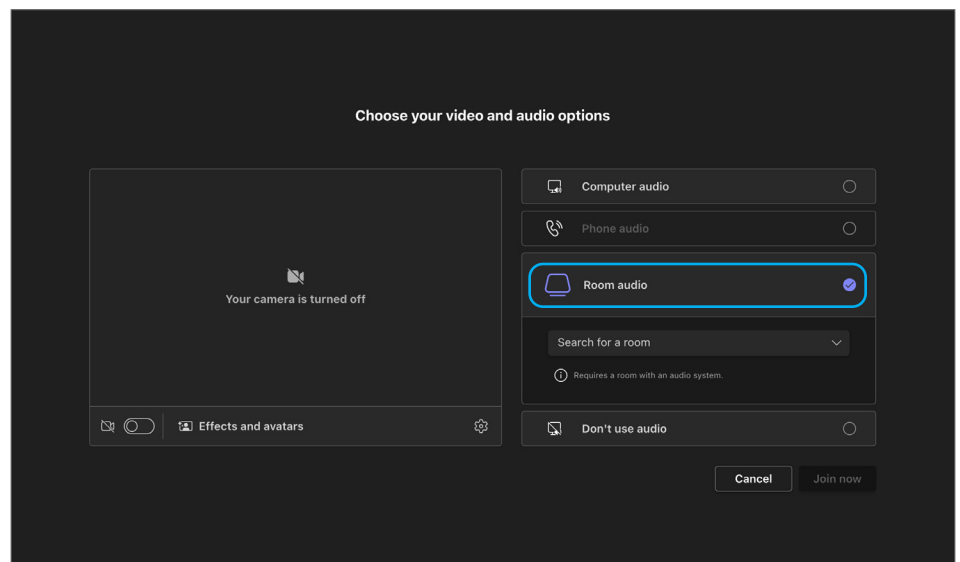 Choose your video and audio options
Computer audio
Phone audio
Your camera is turned off
Room audio
Search for a room
Requires a room with an audio system.
Effects and avatars
Don't use audio
Cancel
Join now